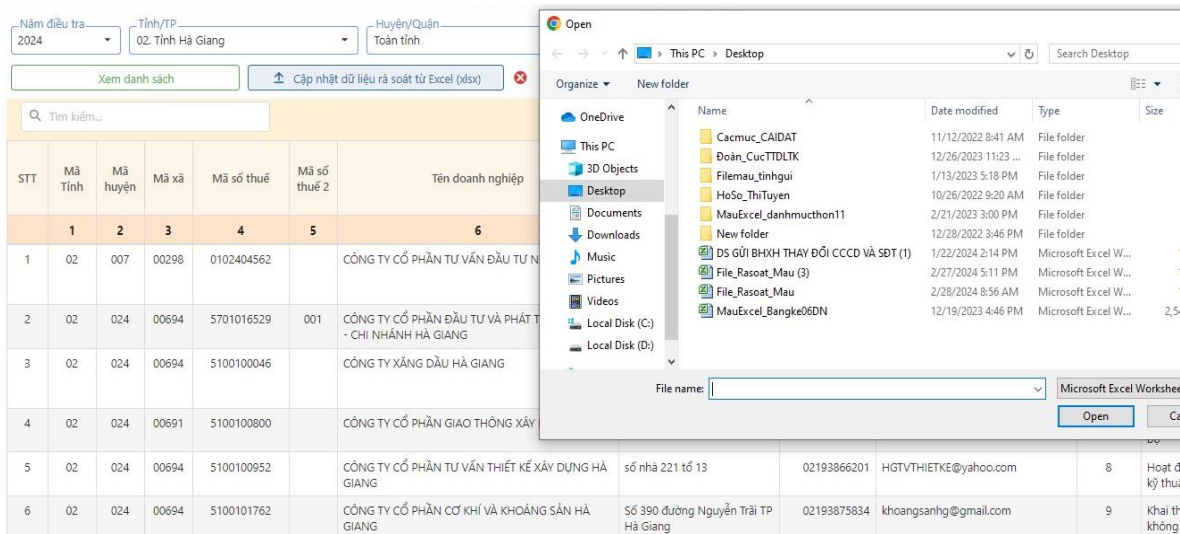 Năm điều tra
Tỉnh/TP
Huyện/Quận
2024
02. Tỉnh Hà Giang
Toàn tỉnh
Xem danh sách
Cập nhật dữ liệu rà soát từ Excel (xlsx)
Tìm kiếm...
STT Mã Tỉnh Mã huyện Mã xã Mã số thuế Mã số thuế 2 Tên doanh nghiệp
1 2 3 4 5 6
1 02 007 00298 0102404562 CÔNG TY CỔ PHẦN TƯ VẤN ĐẦU TƯ N
2 02 024 00694 5701016529 001 CÔNG TY CỔ PHẦN ĐẦU TƯ VÀ PHÁT T
- CHI NHÁNH HÀ GIANG
3 02 024 00694 5100100046 CÔNG TY XĂNG DẦU HÀ GIANG
4 02 024 00691 5100100800 CÔNG TY CỔ PHẦN GIAO THÔNG XÂY
5 02 024 00694 5100100952 CÔNG TY CỔ PHẦN TƯ VẤN THIẾT KẾ XÂY DỰNG HÀ số nhà 221 tổ 13 02193866201 HGTVTHIETKE@yahoo.com 8 Hoạt đ
GIANG kỹ thuậ
6 02 024 00694 5100101762 CÔNG TY CỔ PHẦN CƠ KHÍ VÀ KHOÁNG SẢN HÀ Số 390 đường Nguyễn Trãi TP 02193875834 khoangsanhg@gmail.com 9 Khai th
GIANG Hà Giang không
Open
This PC > Desktop
Search Desktop
Organize
New folder
Name Date modified Type Size
OneDrive
This PC
3D Objects
Desktop
Documents
Downloads
Music
Pictures
Videos
Local Disk (C:)
Local Disk (D:)
Cacmuc_CAIDAT 11/12/2022 8:41 AM File folder
Đoàn_CucTTDLTK 12/26/2023 11:23 ... File folder
Filemau_tinhgui 1/13/2023 5:18 PM File folder
HoSo_ThiTuyen 10/26/2022 9:20 AM File folder
MauExcel_danhmucthon11 2/21/2023 3:00 PM File folder
New folder 12/28/2022 3:46 PM File folder
DS GỬI BHXH THAY ĐỔI CCCD VÀ SĐT (1) 1/22/2024 2:14 PM Microsoft Excel W...
File_Rasoat_Mau (3) 2/27/2024 5:11 PM Microsoft Excel W...
File_Rasoat_Mau 2/28/2024 8:56 AM Microsoft Excel W...
MauExcel_Bangke06DN 12/19/2023 4:46 PM Microsoft Excel W... 2,54
File name:
Microsoft Excel Workshee
Open
Ca